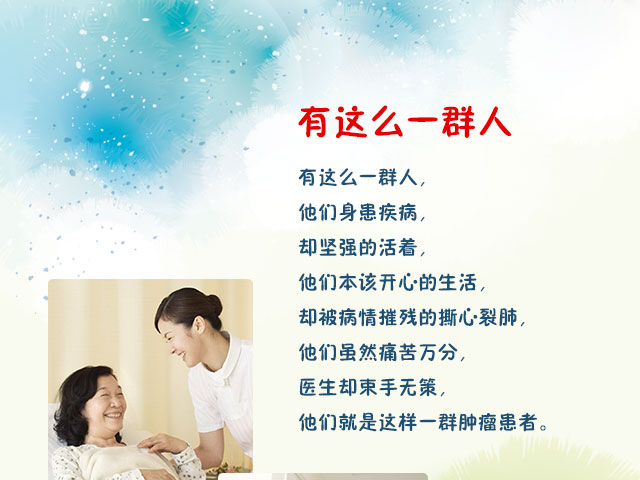 有这么一群人
有这么一群人，
他们身患疾病，
却坚强的活着，
他们本该开心的生活，
却被病情摧残的撕心裂肺，
他们虽然痛苦万分，
医生却束手无策，
他们就是这样一群肿瘤患者。